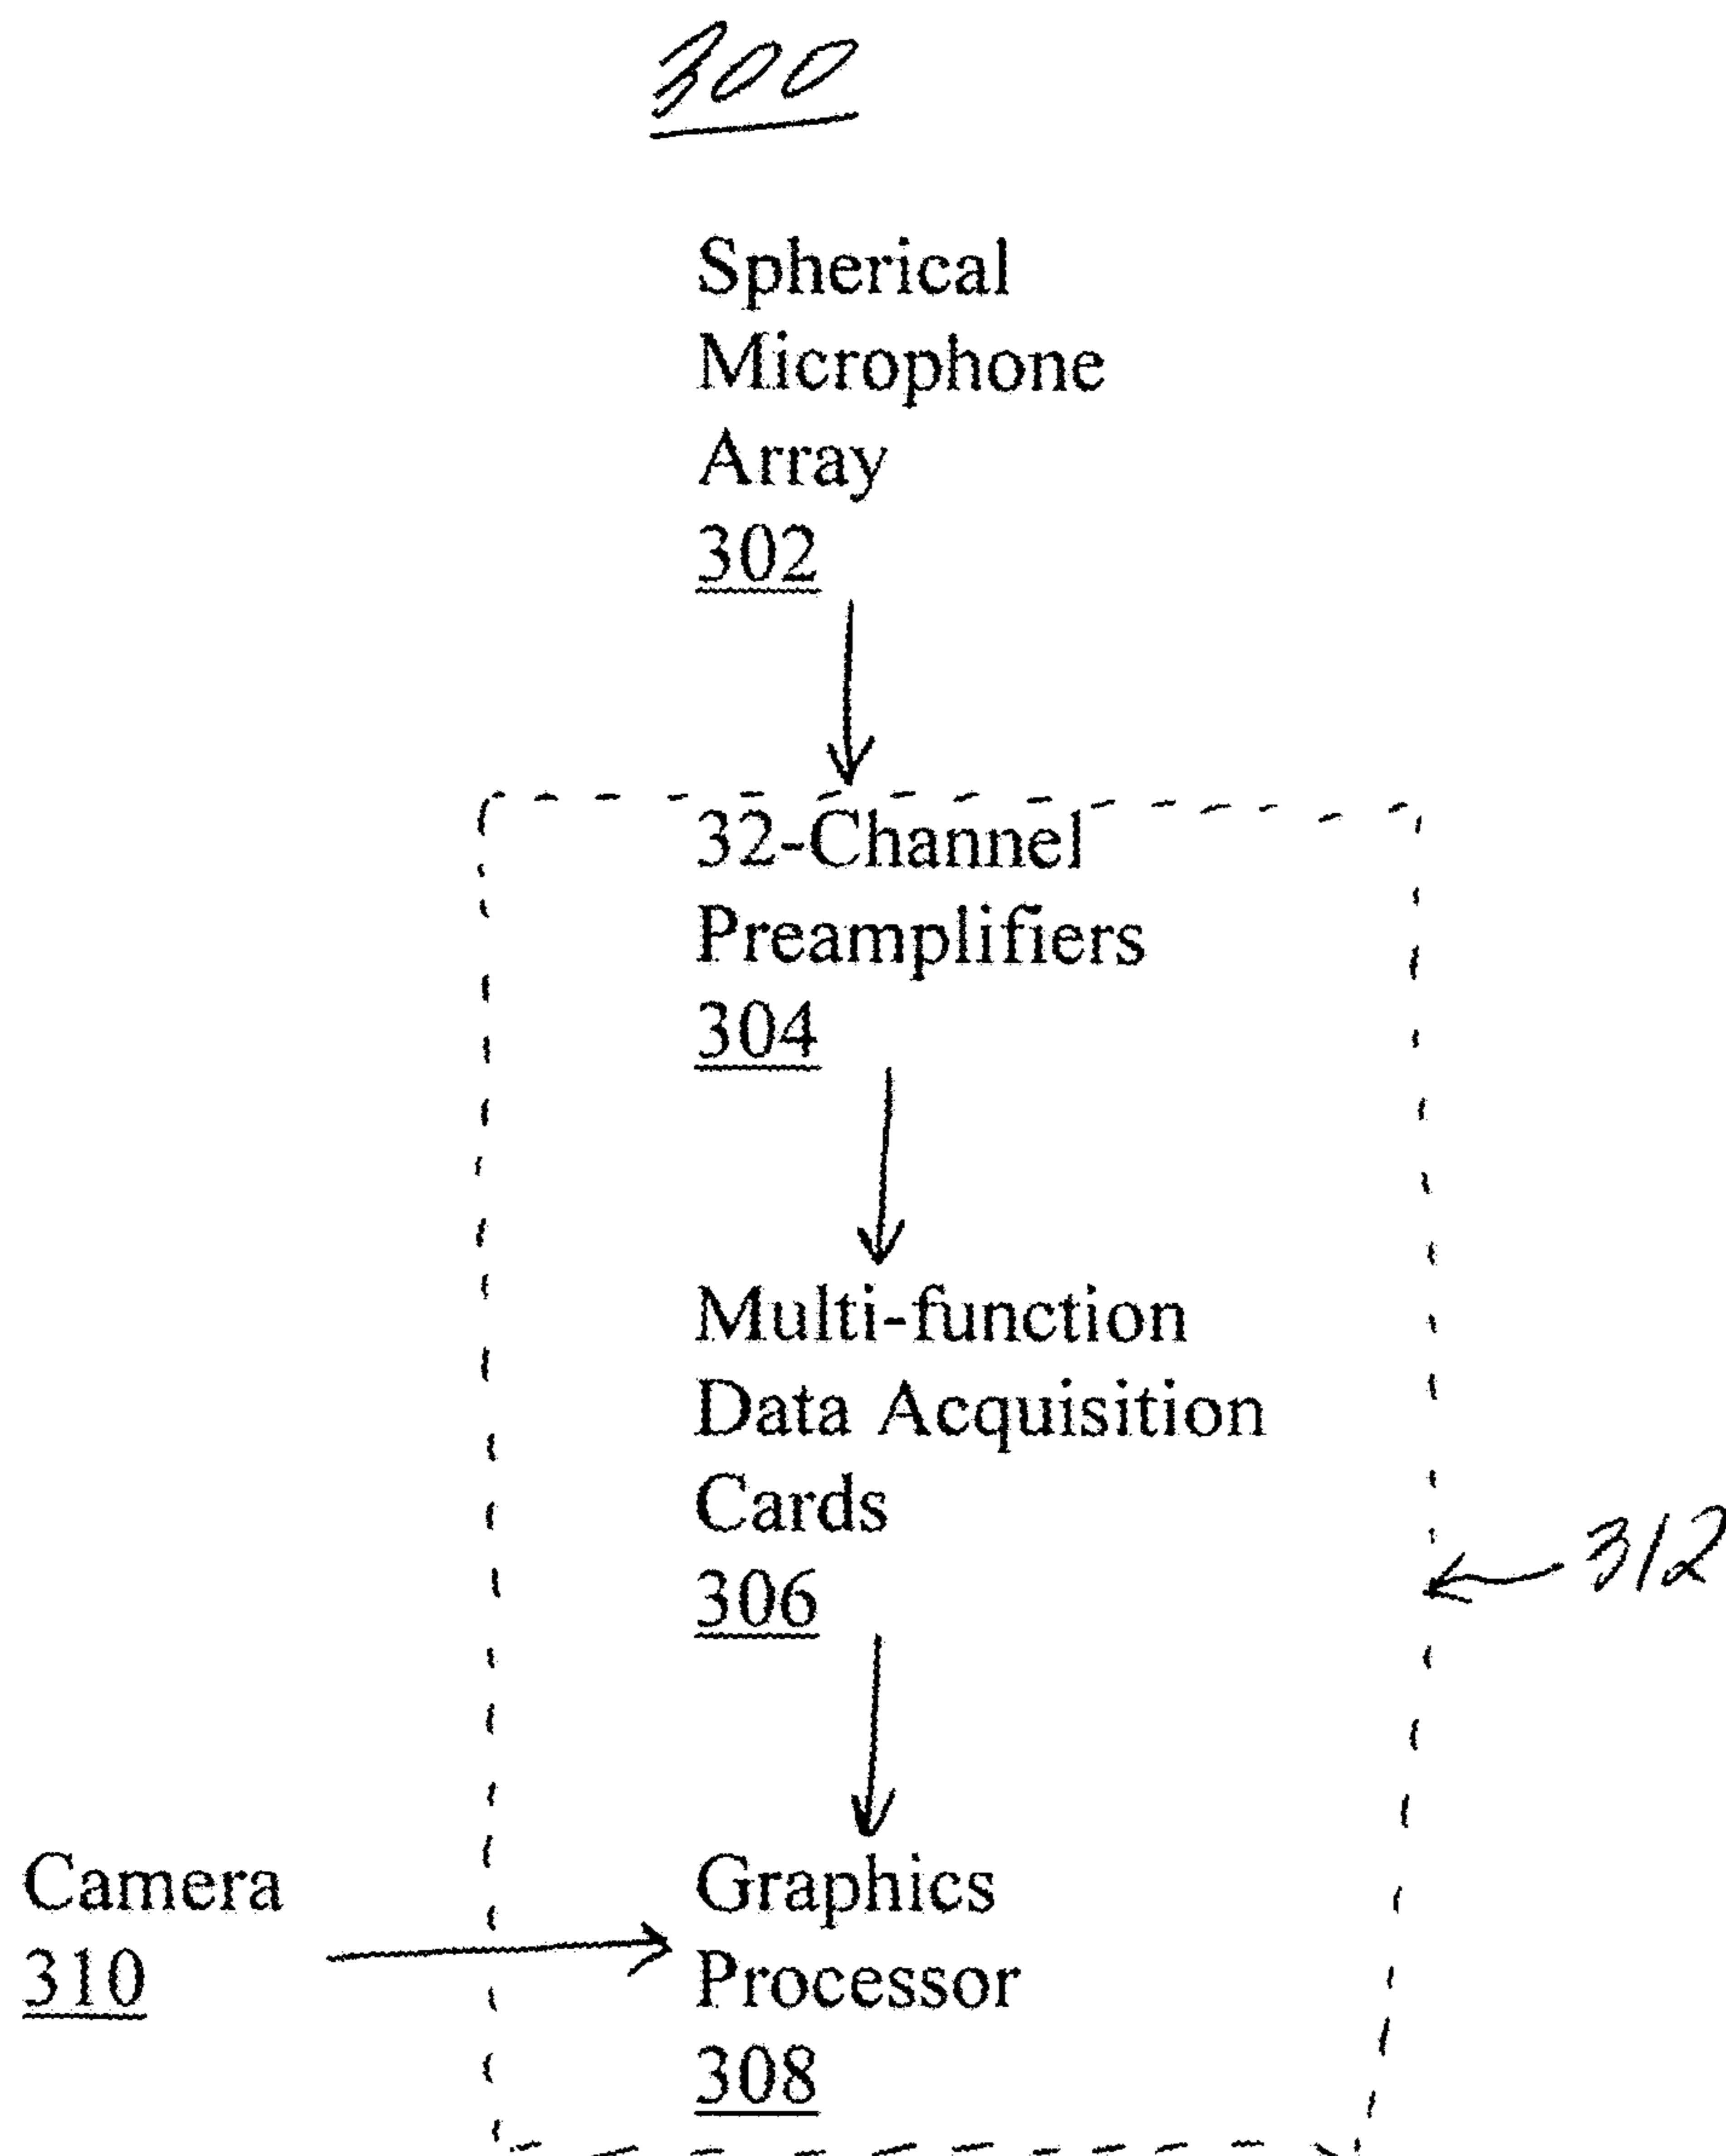 300
Spherical
Microphone
Array
302
32-Channel
Preamplifiers
304
Multi-function
Data Acquisition
Cards
306
312
Camera
310
Graphics
Processor
308